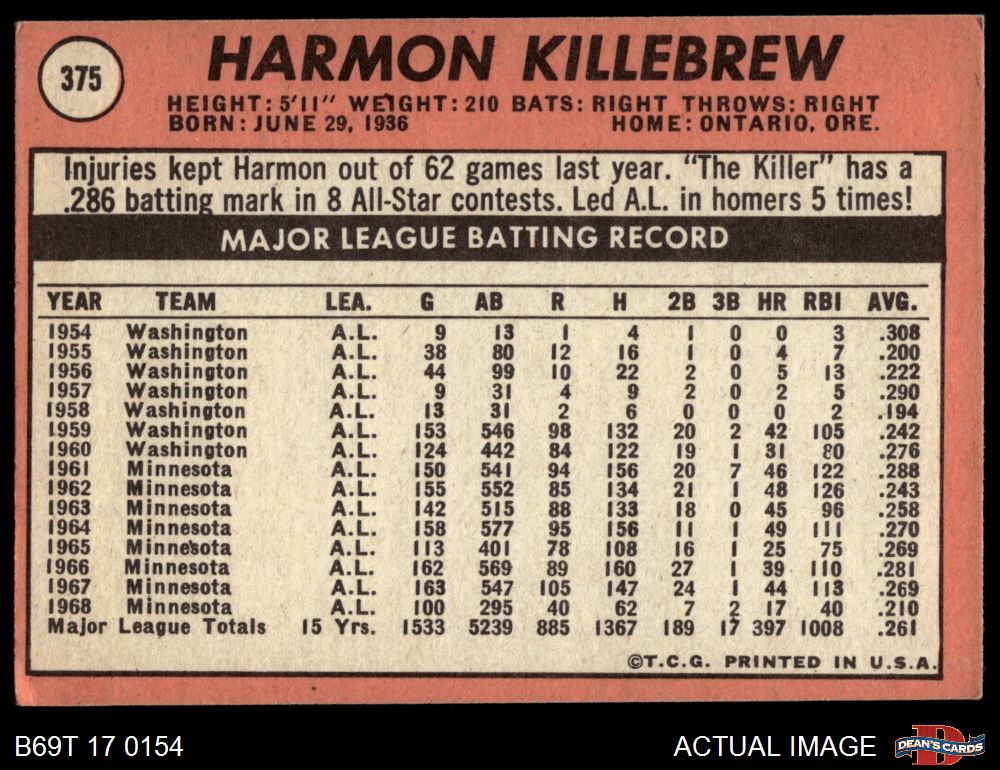 375
HARMON KILLEBREW
HEIGHT: 5'11" WEIGHT: 210 BATS: RIGHT THROWS: RIGHT
BORN: JUNE 29, 1936 HOME: ONTARIO, ORE.
Injuries kept Harmon out of 62 games last year. "The Killer" has a
.286 batting mark in 8 All-Star contests. Led A.L. in homers 5 times!
MAJOR LEAGUE BATTING RECORD
YEAR TEAM LEA. G AB R H 2B 3B HR RBI AVG.
1954 Washington A.L. 9 13 1 4 1 0 0 3 .308
1955 Washington A.L. 38 80 12 16 1 0 4 7 .200
1956 Washington A.L. 44 99 10 22 2 0 5 13 .222
1957 Washington A.L. 9 31 4 9 2 0 2 5 .290
1958 Washington A.L. 13 31 2 6 0 0 0 2 .194
1959 Washington A.L. 153 546 98 132 20 2 42 105 .242
1960 Washington A.L. 124 442 84 122 19 1 31 80 .276
1961 Minnesota A.L. 150 541 94 156 20 7 46 122 .288
1962 Minnesota A.L. 155 552 85 134 21 1 48 126 .243
1963 Minnesota A.L. 142 515 88 133 18 0 45 96 .258
1964 Minnesota A.L. 158 577 95 156 11 1 49 111 .270
1965 Minnesota A.L. 113 401 78 108 16 1 25 75 .269
1966 Minnesota A.L. 162 569 89 160 27 1 39 110 .281
1967 Minnesota A.L. 163 547 105 147 24 1 44 113 .269
1968 Minnesota A.L. 100 295 40 62 7 2 17 40 .210
Major League Totals 15 Yrs. 1533 5239 885 1367 189 17 397 1008 .261
©T.C.G. PRINTED IN U.S.A.
B69T 17 0154 ACTUAL IMAGE DEAN'S CARDS